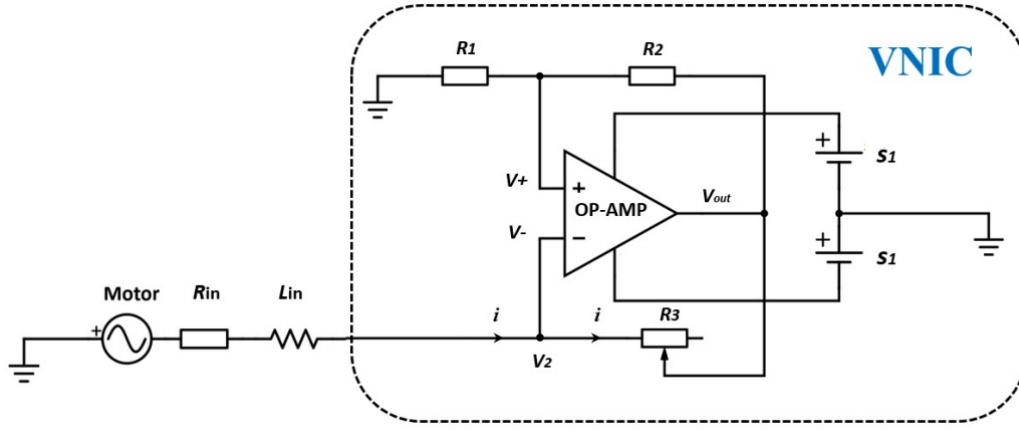 VNIC
R1
R2
S1
V+
+
OP-AMP
Vout
V-
−
+
+
S1
Motor
Rin
Lin
+
i
i
R3
V2